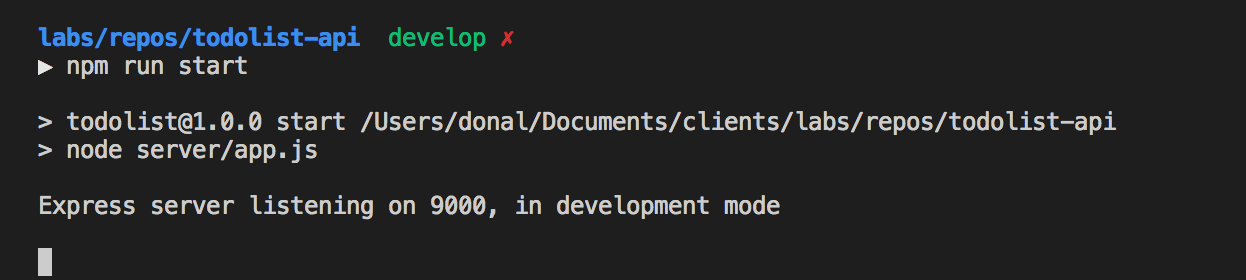 labs/repos/todolist-api develop ✗
▶ npm run start
> todolist@1.0.0 start /Users/donal/Documents/clients/labs/repos/todolist-api
> node server/app.js
Express server listening on 9000, in development mode